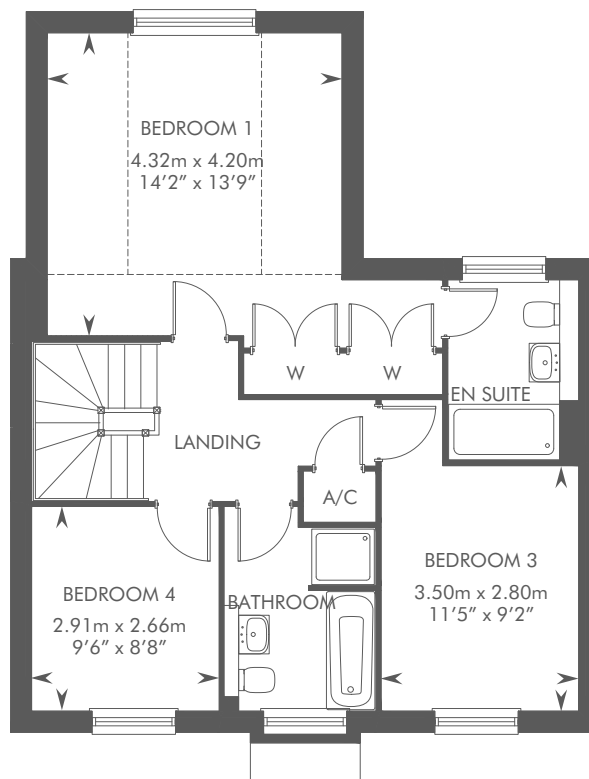 BEDROOM 1
4.32m x 4.20m
14’2” x 13’9”
W
W
EN SUITE
LANDING
A/C
BEDROOM 3
3.50m x 2.80m
11’5” x 9’2”
BEDROOM 4
2.91m x 2.66m
9’6” x 8’8”
BATHROOM